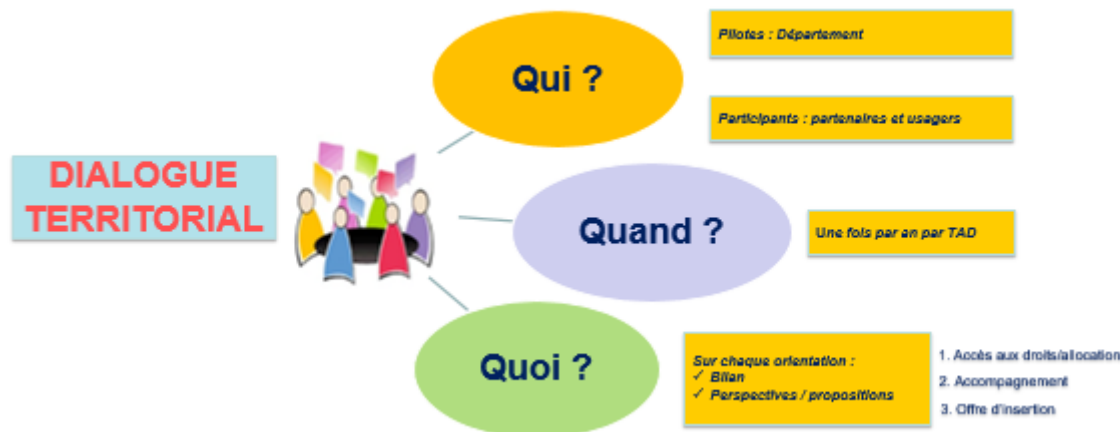 DIALOGUE
TERRITORIAL
Qui ?
Pilotes : Département
Participants : partenaires et usagers
Quand ?
Une fois par an par TAD
Quoi ?
Sur chaque orientation :
✓ Bilan
✓ Perspectives / propositions
1. Accès aux droits/allocation
2. Accompagnement
3. Offre d'insertion